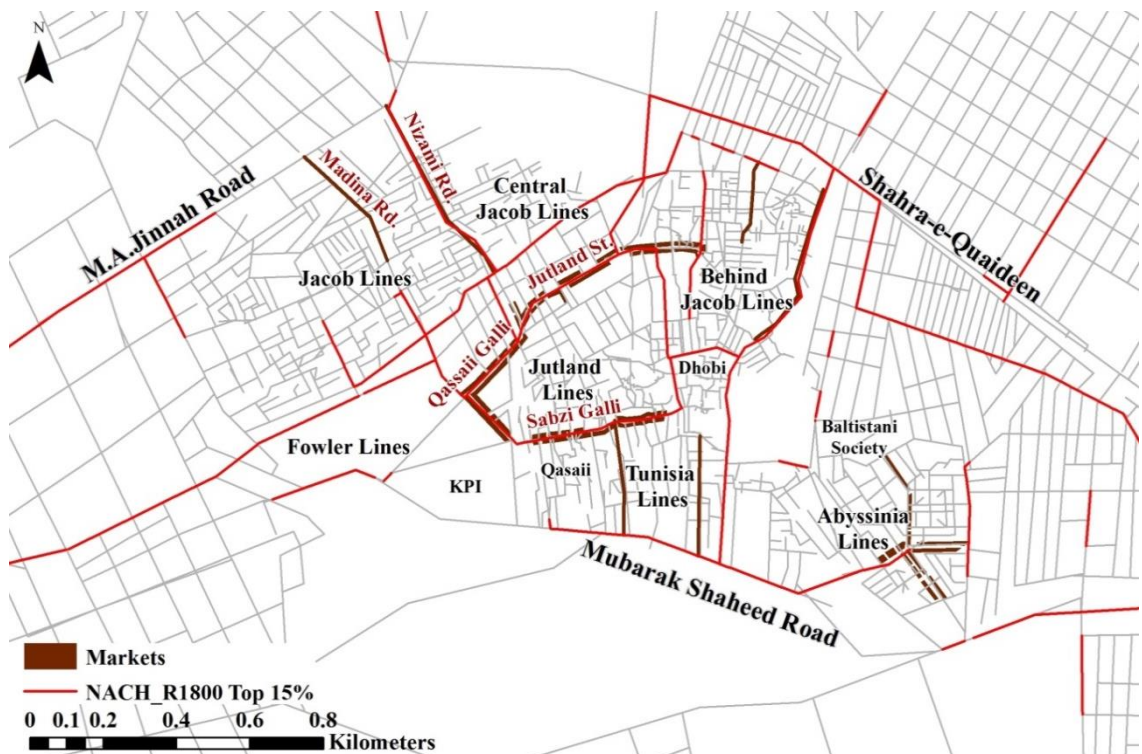 N
M.A.Jinnah Road
Madina Rd.
Nizami Rd.
Central
Jacob Lines
Jacob Lines
Jutland St.
Shahra-e-Quaideen
Behind
Jacob Lines
Qassaii Galli
Jutland
Lines
Dhobi
Sabzi Galli
Fowler Lines
KPI
Qasaii
Tunisia
Lines
Baltistani
Society
Abyssinia
Lines
Mubarak Shaheed Road
Markets
NACH_R1800 Top 15%
0 0.1 0.2 0.4 0.6 0.8
Kilometers